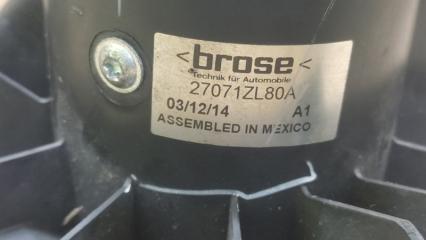 <brose<
Technik für Automobile
27071ZL80A
03/12/14 A1
ASSEMBLED IN MEXICO